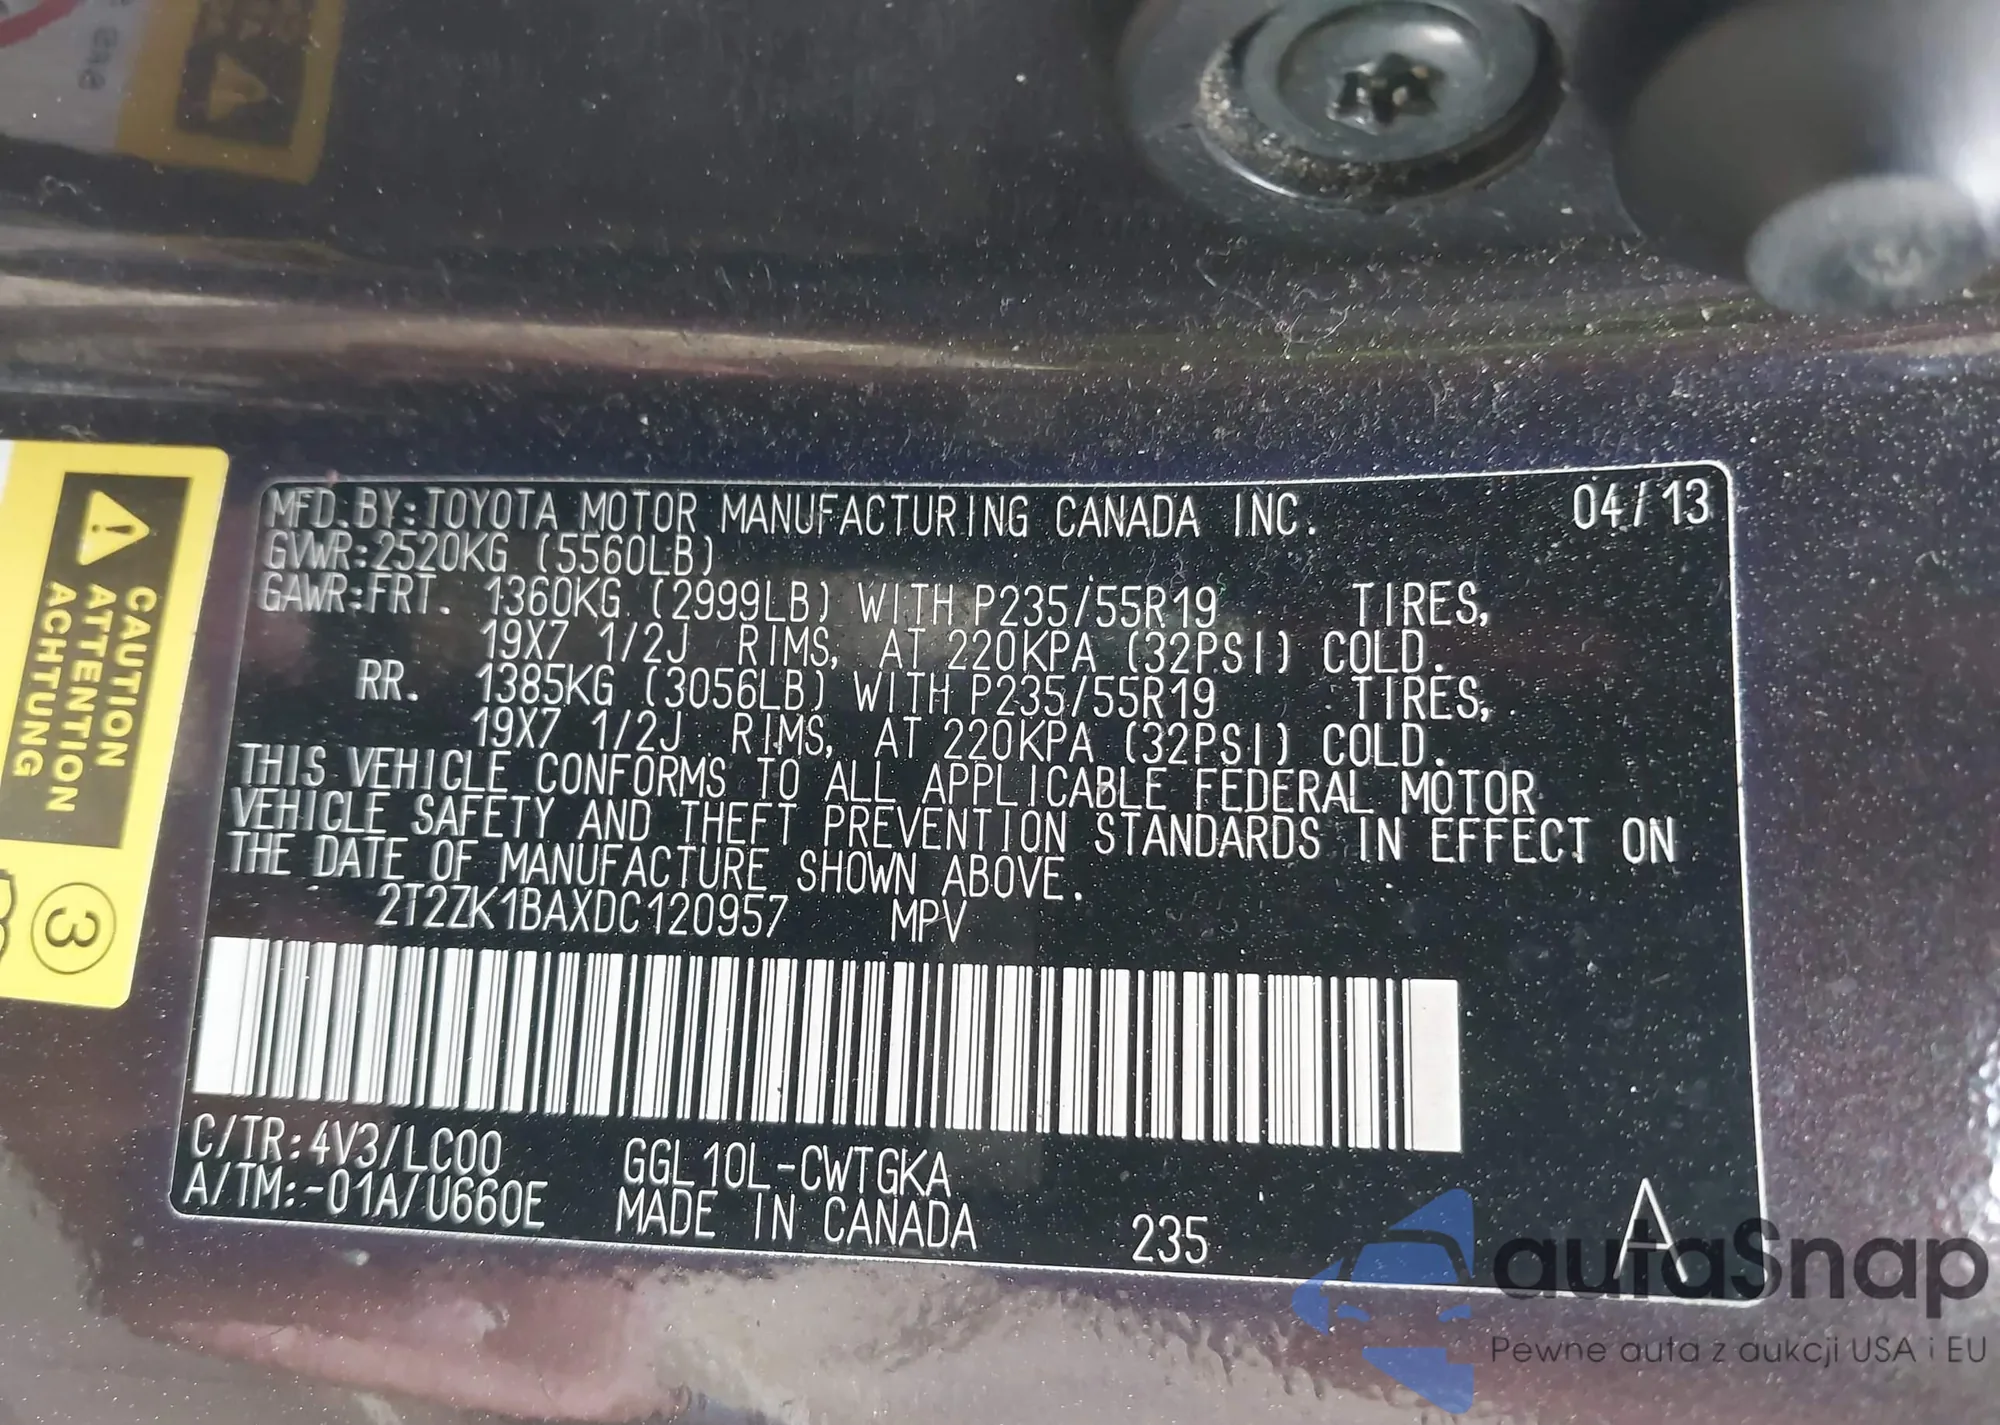 MFD.BY:TOYOTA MOTOR MANUFACTURING CANADA INC. 04/13
GVWR:2520KG (5560LB)
GAWR:FRT. 1360KG (2999LB) WITH P235/55R19 TIRES,
19X7 1/2J RIMS, AT 220KPA (32PSI) COLD.
RR. 1385KG (3056LB) WITH P235/55R19 TIRES,
19X7 1/2J RIMS, AT 220KPA (32PSI) COLD.
THIS VEHICLE CONFORMS TO ALL APPLICABLE FEDERAL MOTOR
VEHICLE SAFETY AND THEFT PREVENTION STANDARDS IN EFFECT ON
THE DATE OF MANUFACTURE SHOWN ABOVE.
2T2ZK1BAXDC120957 MPV
C/TR:4V3/LC00 GGL10L-CWTGKA
A/TM:-01A/U660E MADE IN CANADA 235 A
CAUTION
ATTENTION
ACHTUNG
3
autaSnap
Pewne auta z aukcji USA i EU